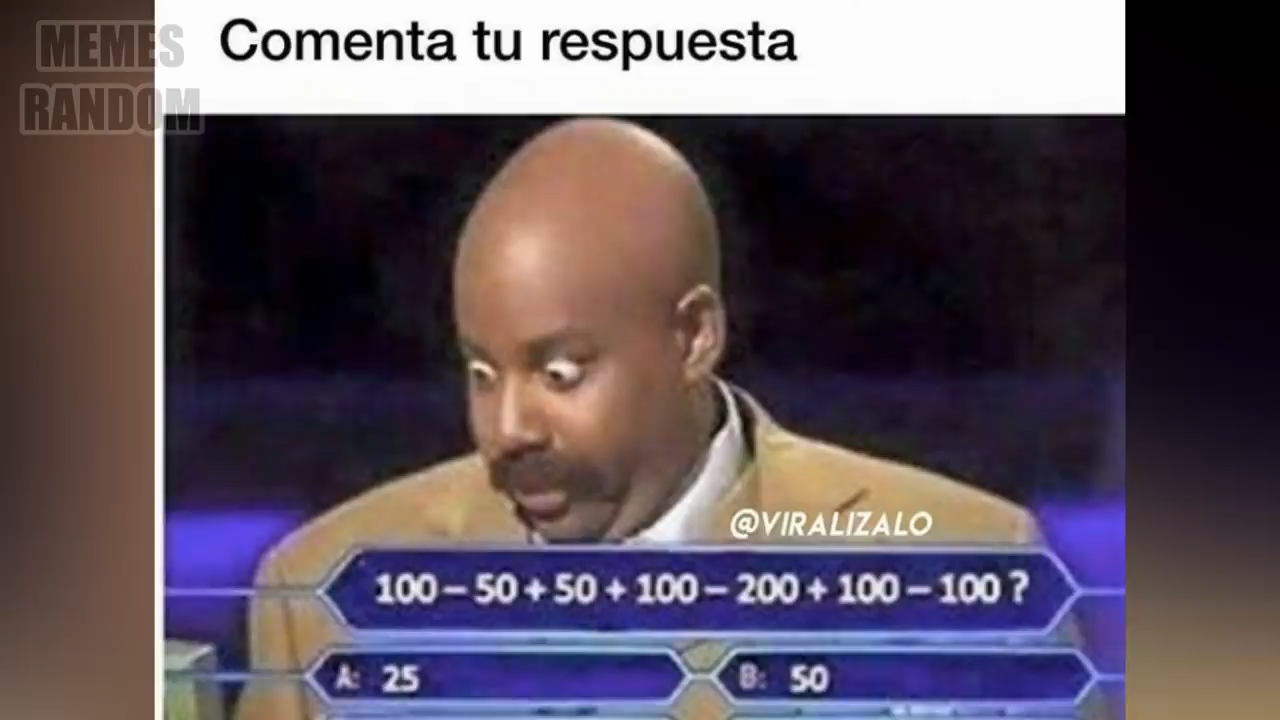 MEMES
RANDOM
Comenta tu respuesta
@VIRALIZALO
100 – 50 + 50 + 100 – 200 + 100 – 100 ?
A: 25
B: 50